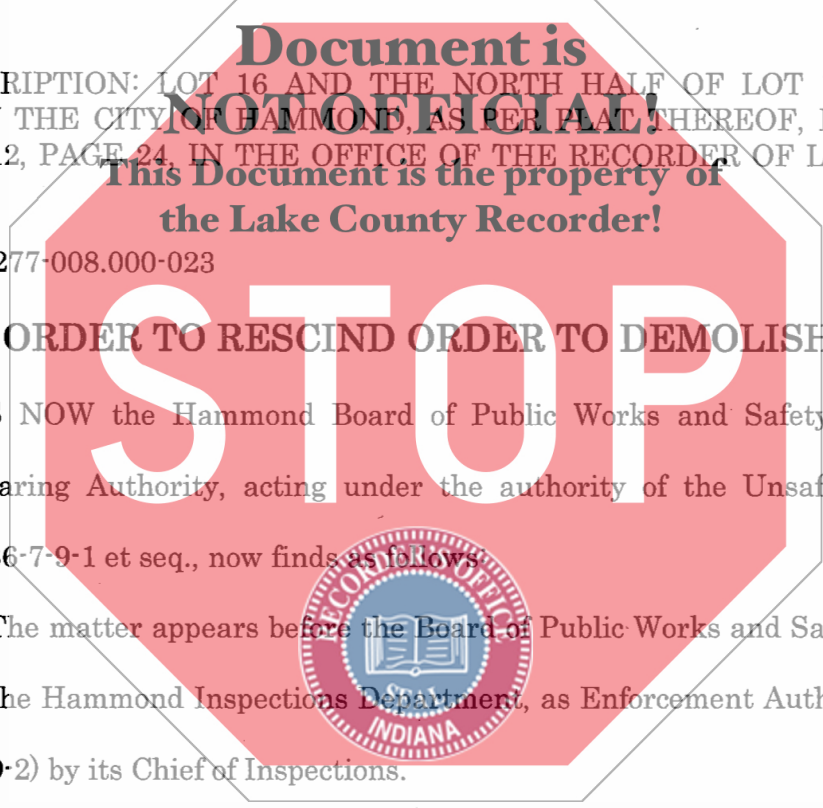 Document is
RIPTION: LOT 16 AND THE NORTH HALF OF LOT
NOT OFFICIAL!
THE CITY OF HAMMOND, AS PER PLAT THEREOF,
2, PAGE 24, IN THE OFFICE OF THE RECORDER OF L
This Document is the property of
the Lake County Recorder!
277-008.000-023
STOP
ORDER TO RESCIND ORDER TO DEMOLISH
NOW the Hammond Board of Public Works and Safety
aring Authority, acting under the authority of the Unsaf
6-7-9-1 et seq., now finds as follows:
RECORDER'S OFFICE
The matter appears before the Board of Public Works and Sa
SEAL
he Hammond Inspections Department, as Enforcement Auth
INDIANA
-2) by its Chief of Inspections.